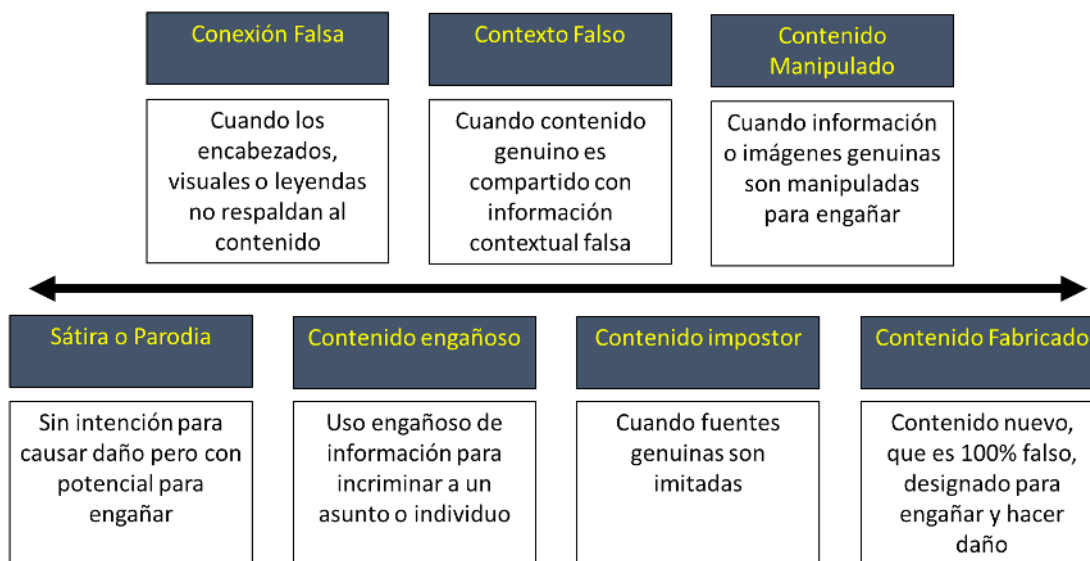 Conexión Falsa
Cuando los
encabezados,
visuales o leyendas
no respaldan al
contenido
Contexto Falso
Cuando contenido
genuino es
compartido con
información
contextual falsa
Contenido
Manipulado
Cuando información
o imágenes genuinas
son manipuladas
para engañar
Sátira o Parodia
Sin intención para
causar daño pero con
potencial para
engañar
Contenido engañoso
Uso engañoso de
información para
incriminar a un
asunto o individuo
Contenido impostor
Cuando fuentes
genuinas son
imitadas
Contenido Fabricado
Contenido nuevo,
que es 100% falso,
designado para
engañar y hacer
daño